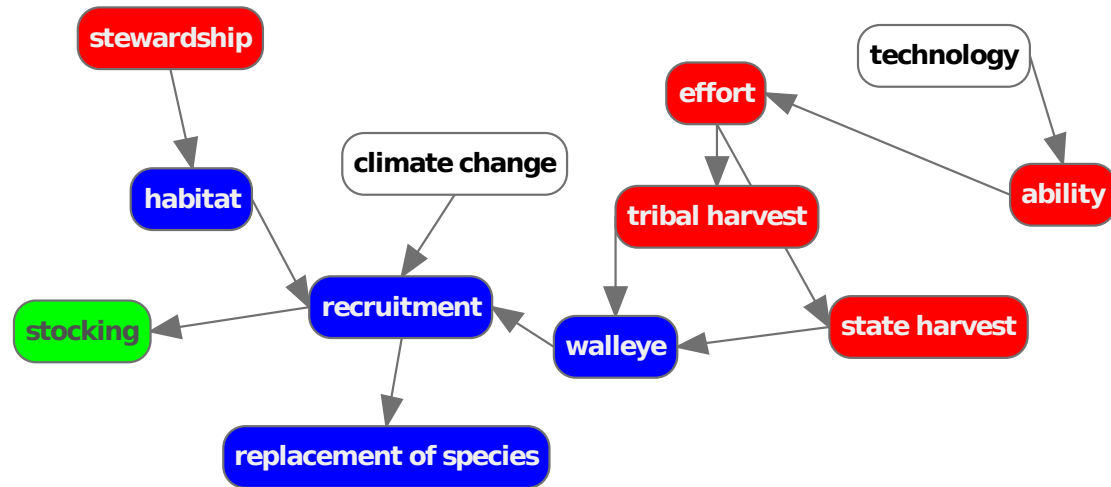 stewardship
technology
effort
climate change
habitat
ability
tribal harvest
recruitment
stocking
state harvest
walleye
replacement of species